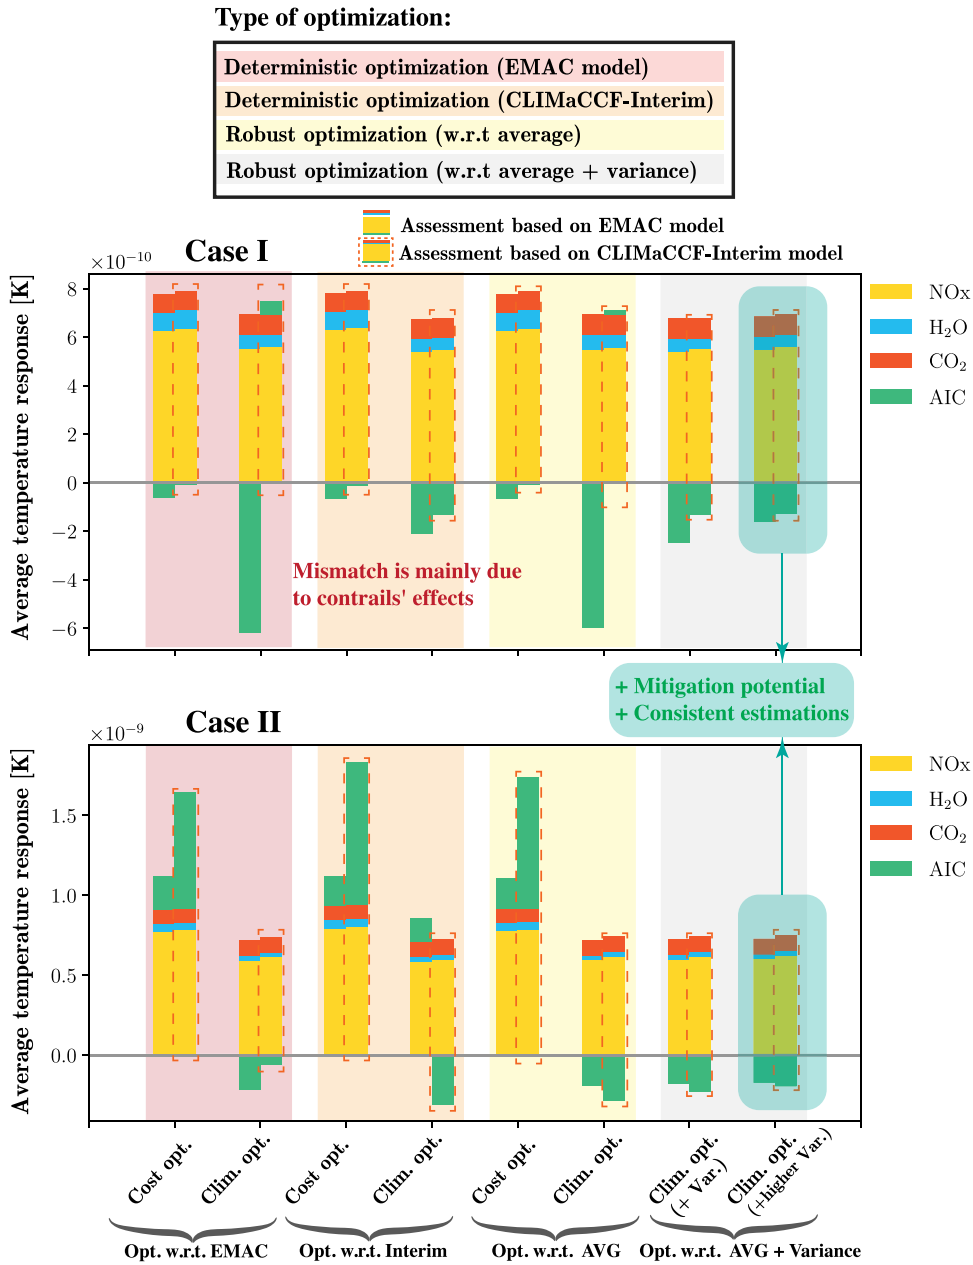 Type of optimization:
Deterministic optimization (EMAC model)
Deterministic optimization (CLIMaCCF-Interim)
Robust optimization (w.r.t average)
Robust optimization (w.r.t average + variance)
Assessment based on EMAC model
Assessment based on CLIMaCCF-Interim model
Case I
×10⁻¹⁰
Average temperature response [K]
8
6
4
2
0
−2
−4
−6
NOx
H₂O
CO₂
AIC
Mismatch is mainly due
to contrails' effects
+ Mitigation potential
+ Consistent estimations
Case II
×10⁻⁹
Average temperature response [K]
1.5
1.0
0.5
0.0
NOx
H₂O
CO₂
AIC
Cost opt.
Clim. opt.
Cost opt.
Clim. opt.
Cost opt.
Clim. opt.
Clim. opt.
(+ Var.)
Clim. opt.
(+higher Var.)
Opt. w.r.t. EMAC
Opt. w.r.t. Interim
Opt. w.r.t. AVG
Opt. w.r.t. AVG + Variance